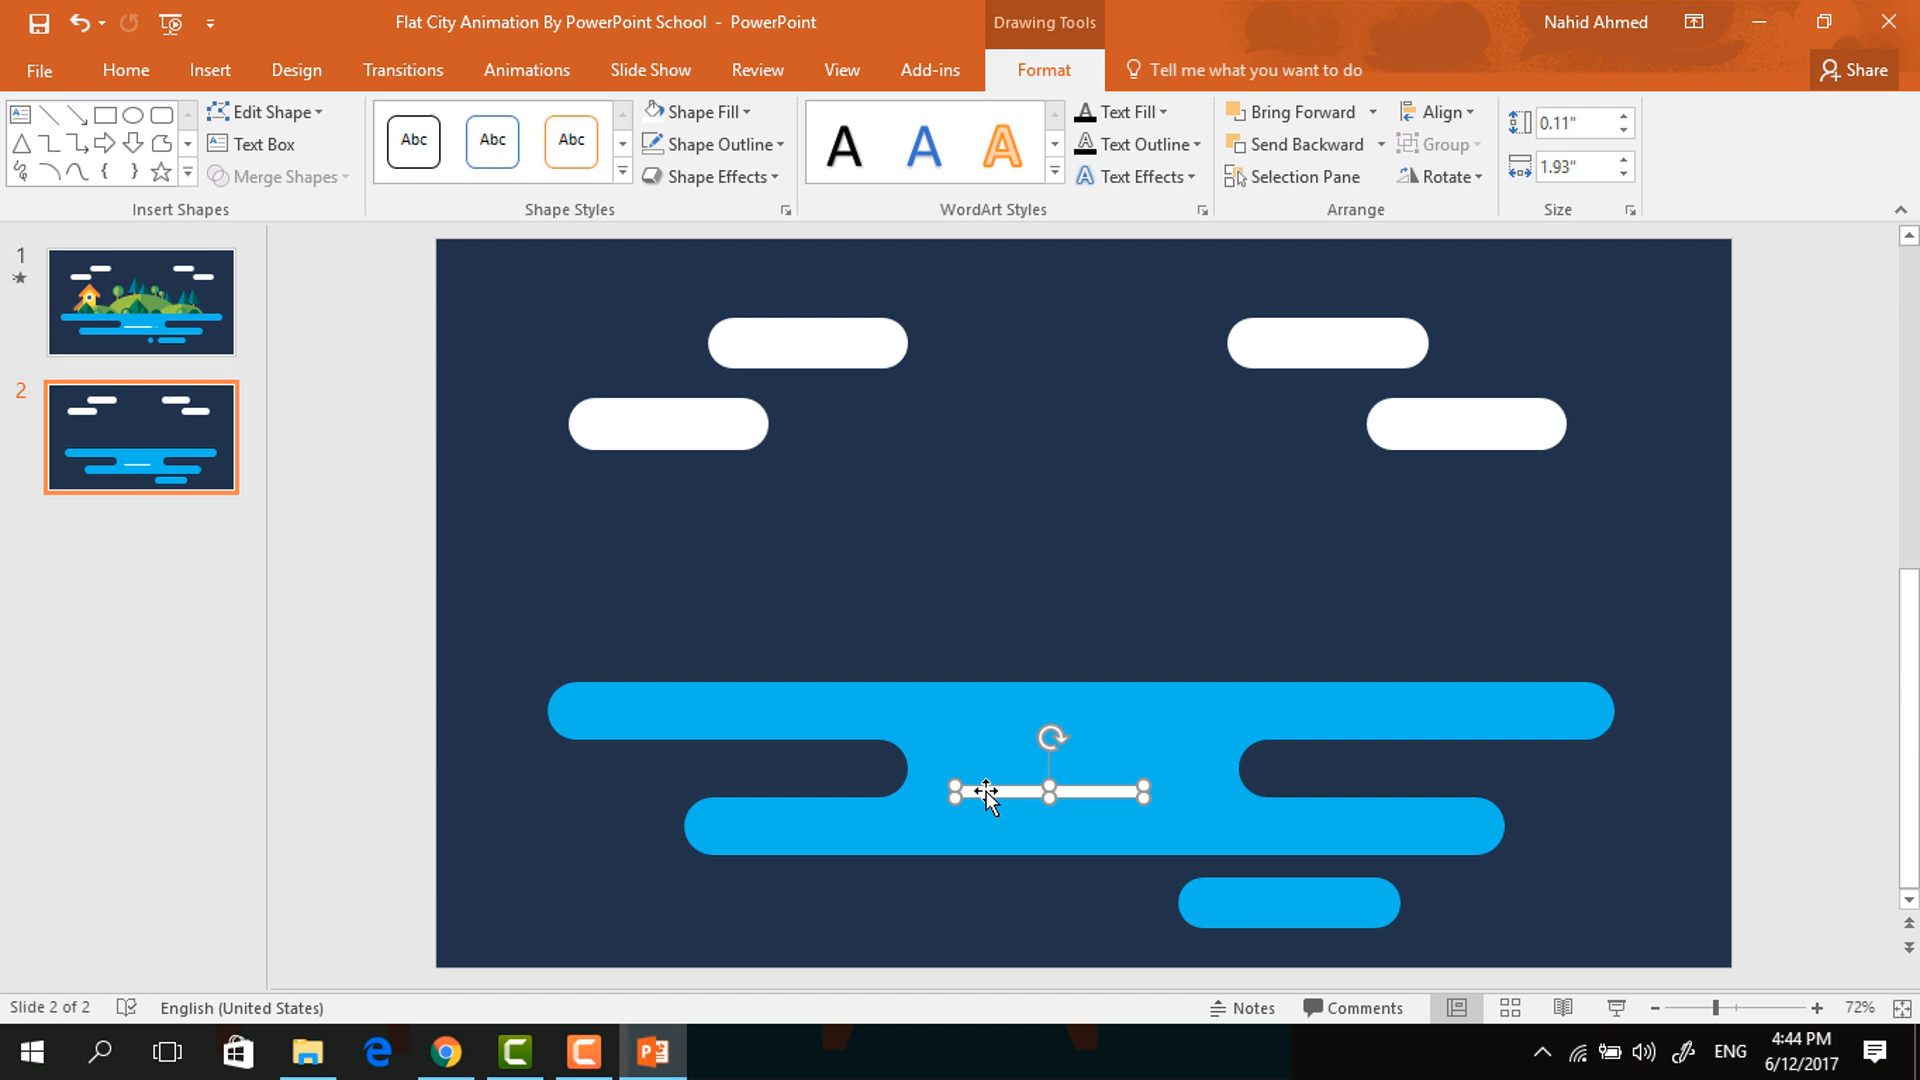 Flat City Animation By PowerPoint School - PowerPoint
Drawing Tools
Nahid Ahmed
File
Home
Insert
Design
Transitions
Animations
Slide Show
Review
View
Add-ins
Format
Tell me what you want to do
Share
Edit Shape
Text Box
Merge Shapes
Insert Shapes
Abc
Abc
Abc
Shape Fill
Shape Outline
Shape Effects
Shape Styles
A
A
A
Text Fill
Text Outline
Text Effects
WordArt Styles
Bring Forward
Send Backward
Selection Pane
Align
Group
Rotate
Arrange
0.11"
1.93"
Size
1
2
Slide 2 of 2
English (United States)
Notes
Comments
72%
ENG
4:44 PM
6/12/2017